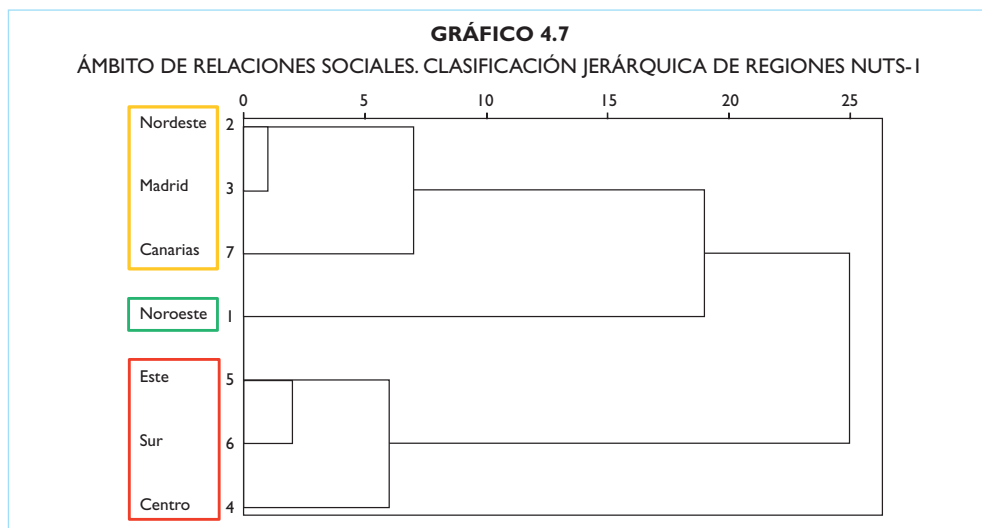 GRÁFICO 4.7
ÁMBITO DE RELACIONES SOCIALES. CLASIFICACIÓN JERÁRQUICA DE REGIONES NUTS-1
0 5 10 15 20 25
Nordeste 2
Madrid 3
Canarias 7
Noroeste 1
Este 5
Sur 6
Centro 4